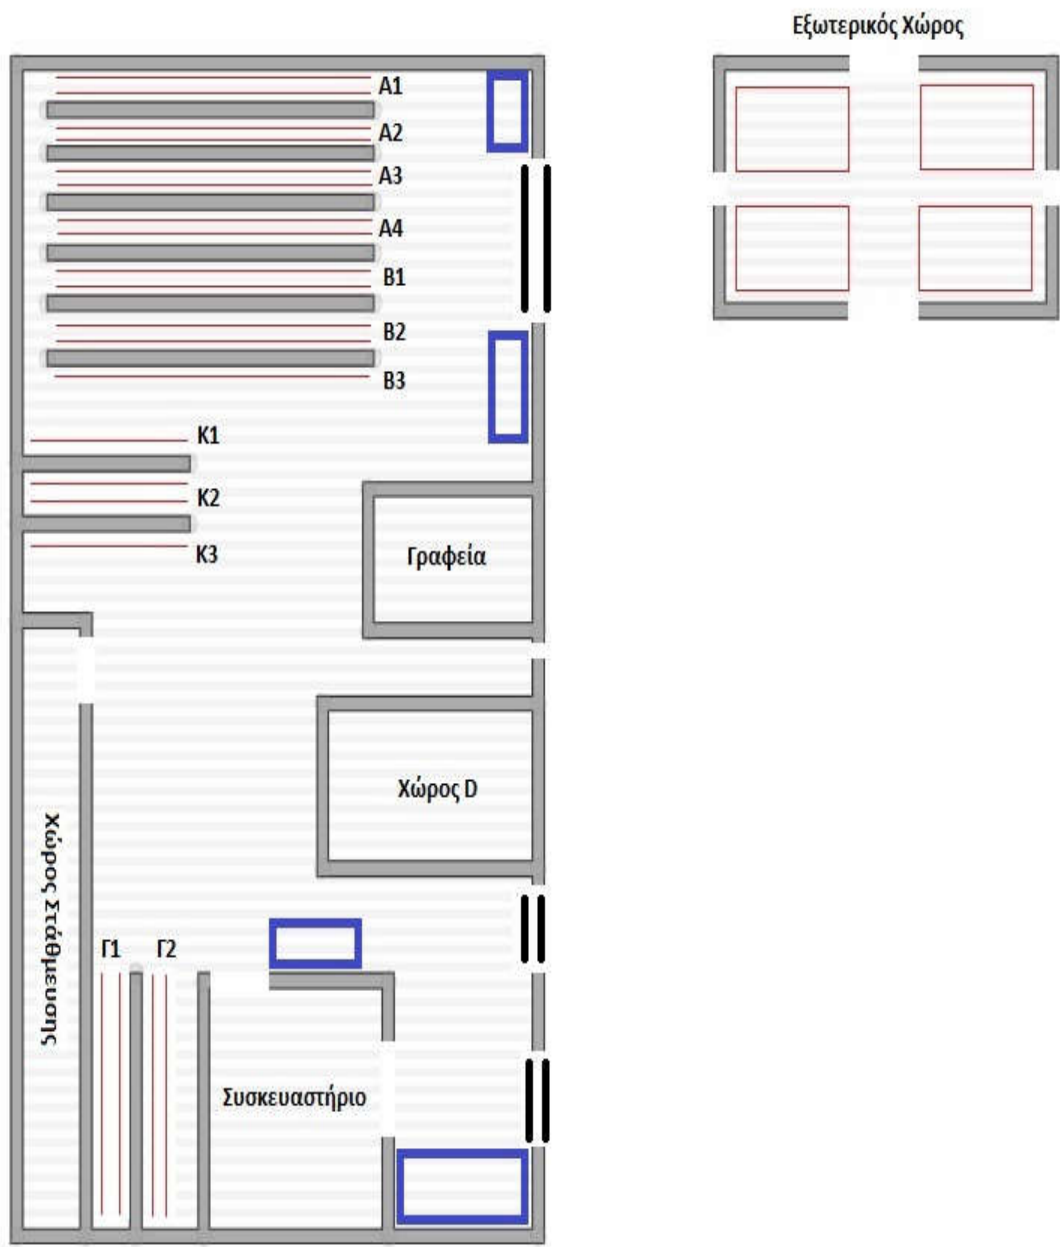 Εξωτερικός Χώρος
A1
A2
A3
A4
B1
B2
B3
K1
K2
K3
Γραφεία
Χώρος D
Χώρος Στάθμευσης
Γ1
Γ2
Συσκευαστήριο